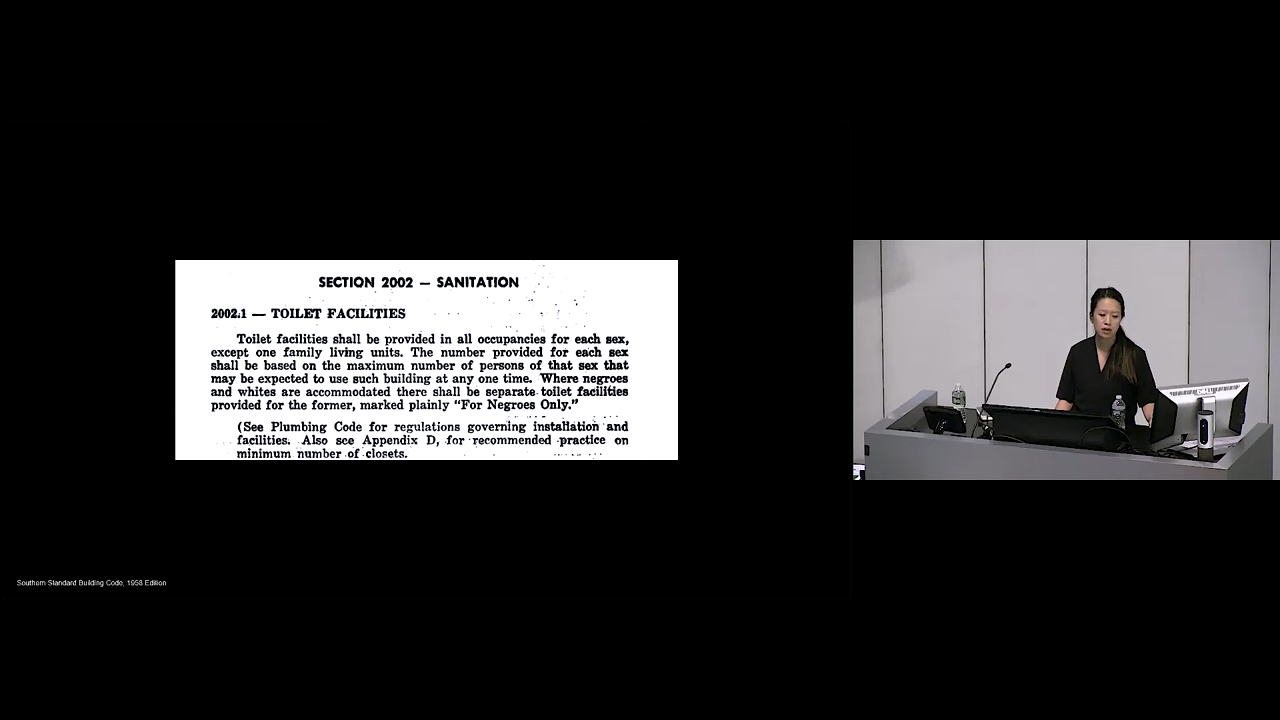 SECTION 2002 — SANITATION
2002.1 — TOILET FACILITIES
Toilet facilities shall be provided in all occupancies for each sex,
except one family living units. The number provided for each sex
shall be based on the maximum number of persons of that sex that
may be expected to use such building at any one time. Where negroes
and whites are accommodated there shall be separate toilet facilities
provided for the former, marked plainly “For Negroes Only.”
(See Plumbing Code for regulations governing installation and
facilities. Also see Appendix D, for recommended practice on
minimum number of closets.
Southern Standard Building Code, 1958 Edition